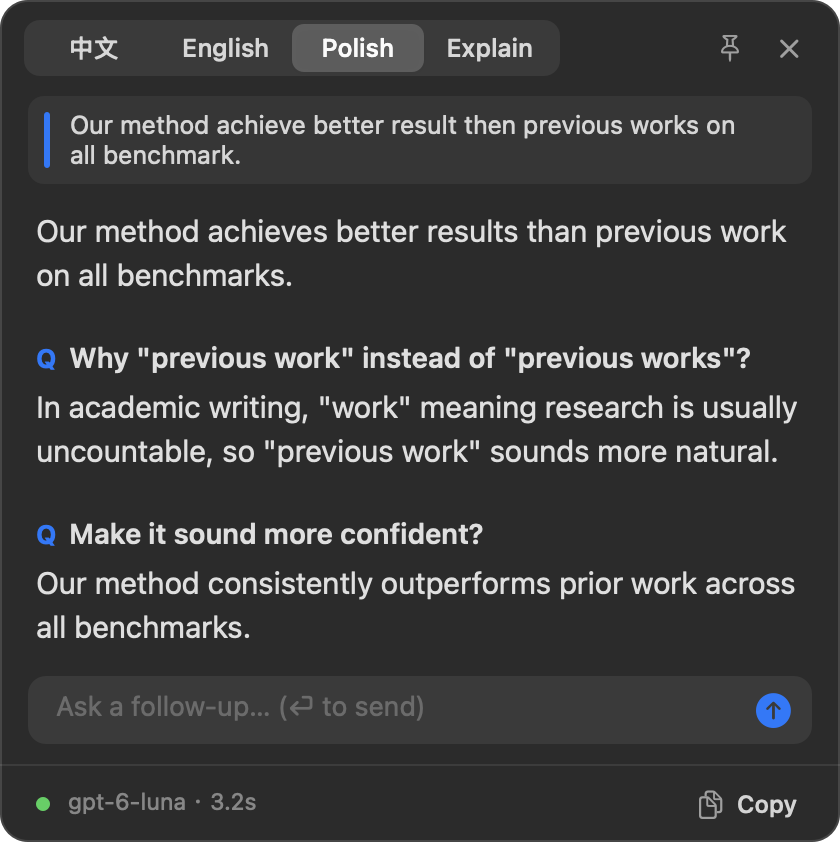 中文 English Polish Explain
Our method achieve better result then previous works on
all benchmark.
Our method achieves better results than previous work
on all benchmarks.
Q Why "previous work" instead of "previous works"?
In academic writing, "work" meaning research is usually
uncountable, so "previous work" sounds more natural.
Q Make it sound more confident?
Our method consistently outperforms prior work across
all benchmarks.
Ask a follow-up... (⏎ to send)
gpt-6-luna · 3.2s Copy